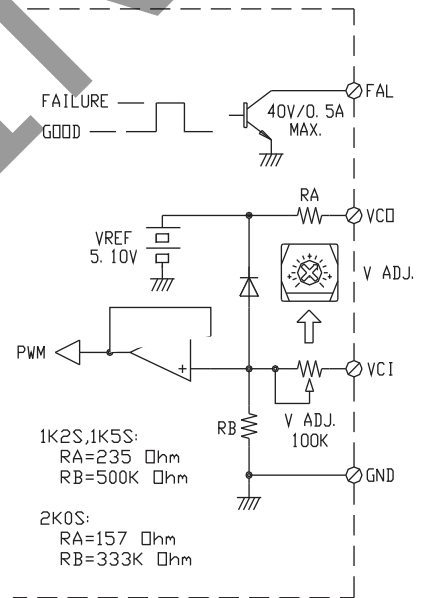 FAILURE
GOOD
FAL
40V/0.5A
MAX.
RA
VCO
VREF
5.10V
V ADJ.
PWM
+
VCI
RB
V ADJ.
100K
GND
1K2S,1K5S:
RA=235 Ohm
RB=500K Ohm
2K0S:
RA=157 Ohm
RB=333K Ohm